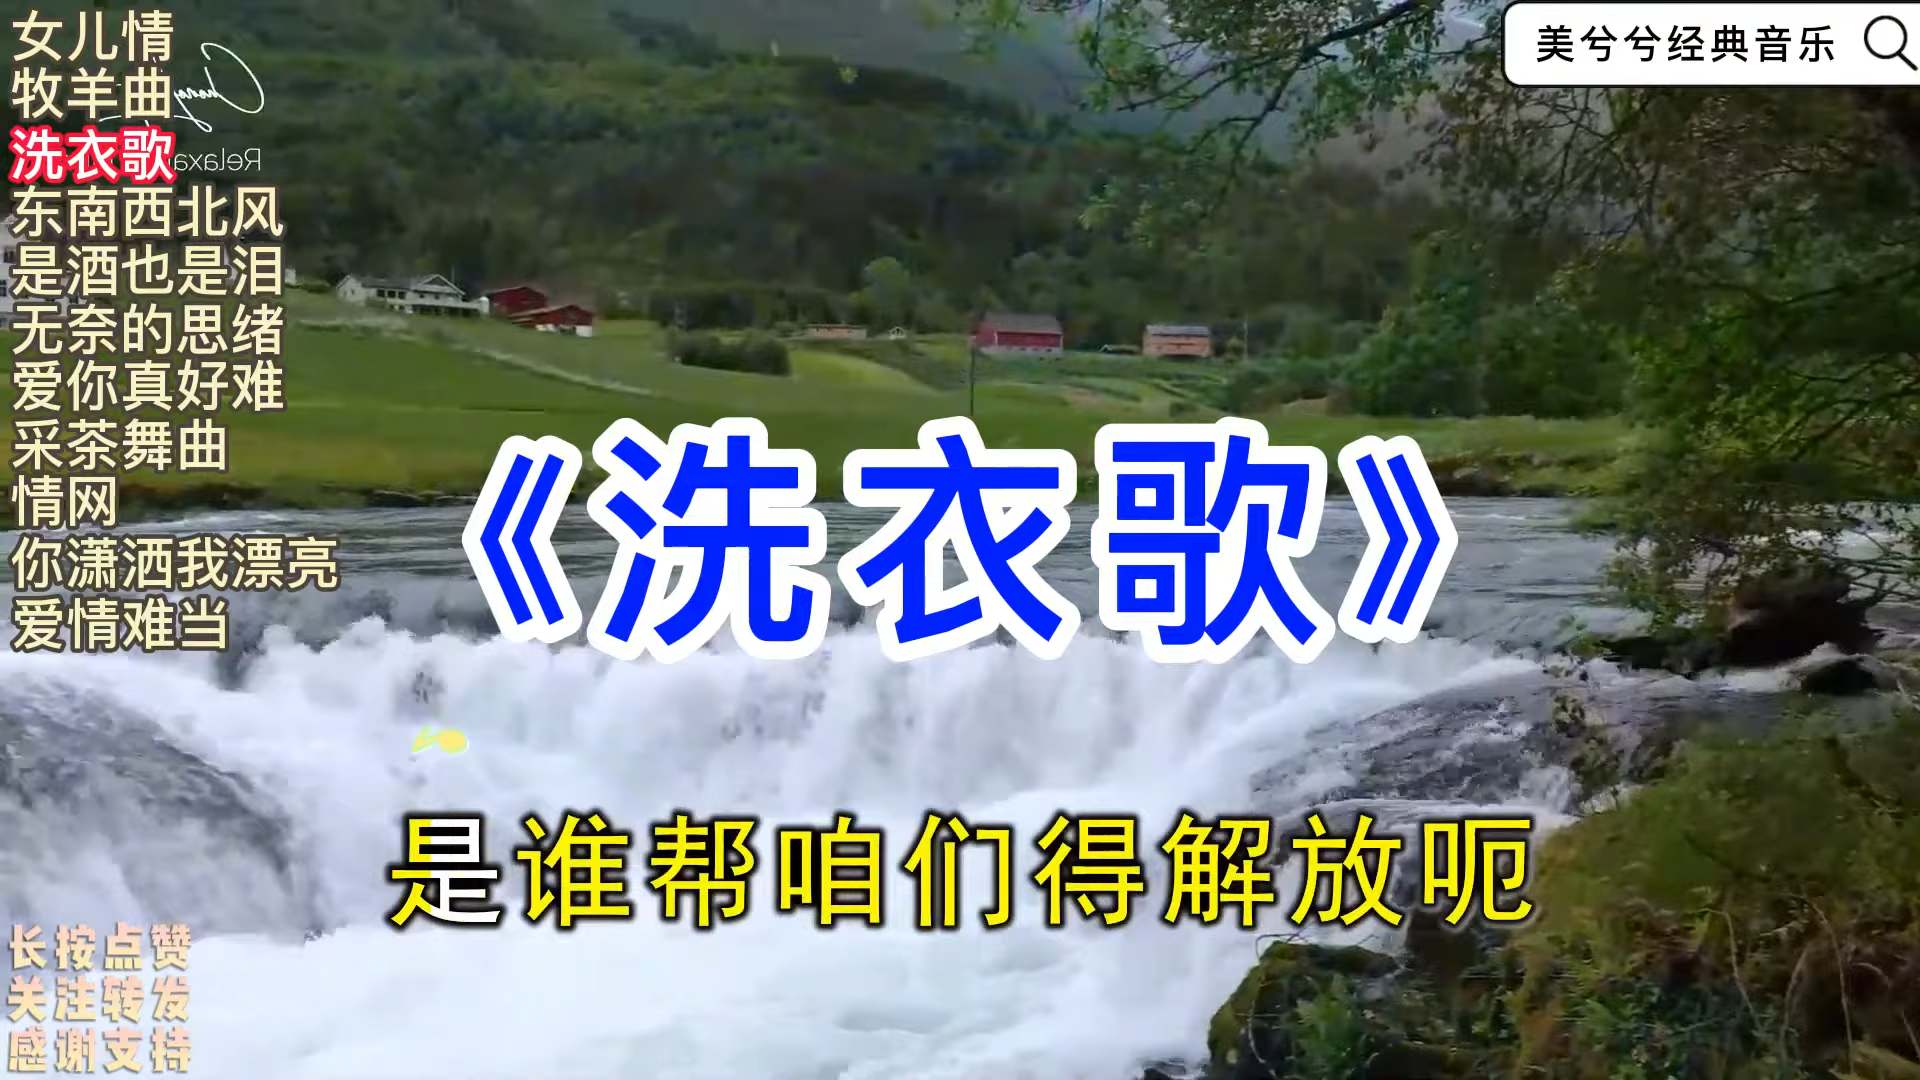 女儿情
牧羊曲
洗衣歌
东南西北风
是酒也是泪
无奈的思绪
爱你真好难
采茶舞曲
情网
你潇洒我漂亮
爱情难当
美兮兮经典音乐
《洗衣歌》
是谁帮咱们得解放呃
长按点赞
关注转发
感谢支持